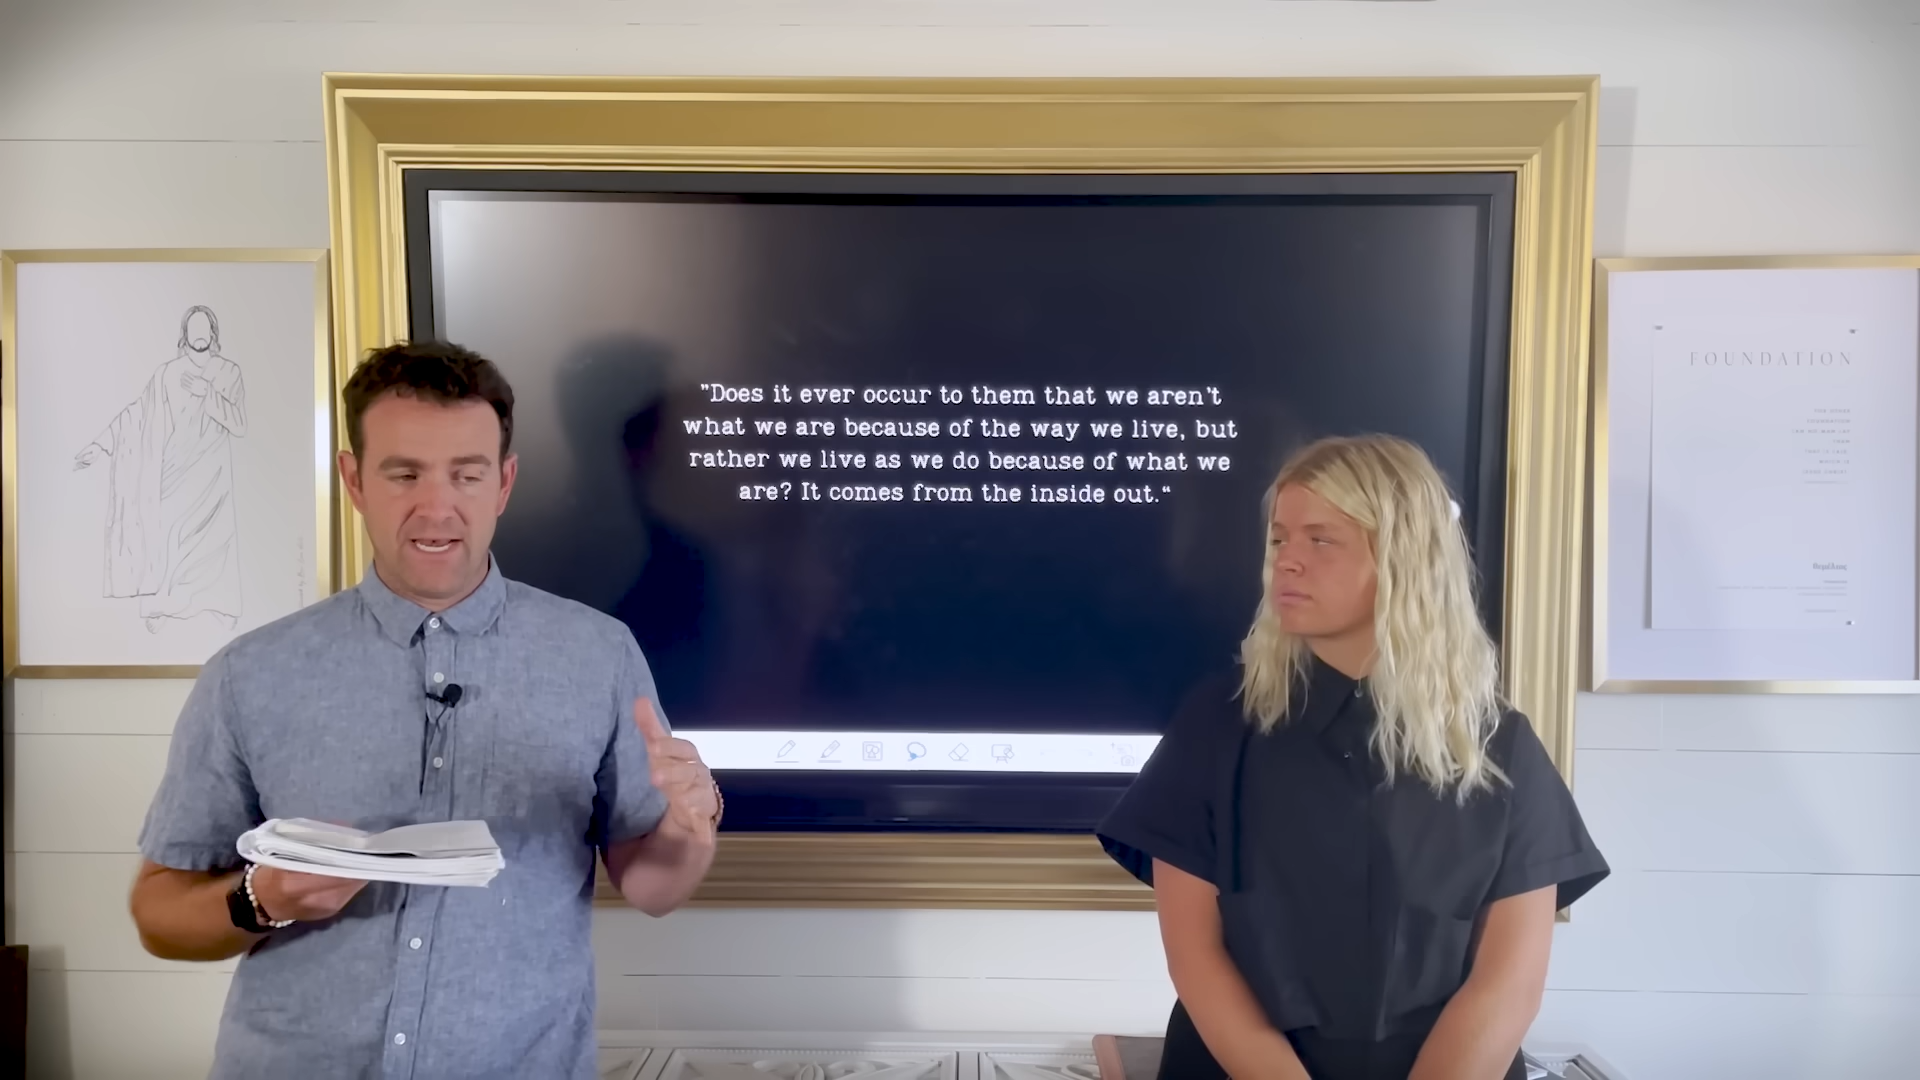 "Does it ever occur to them that we aren't
what we are because of the way we live, but
rather we live as we do because of what we
are? It comes from the inside out."
FOUNDATION